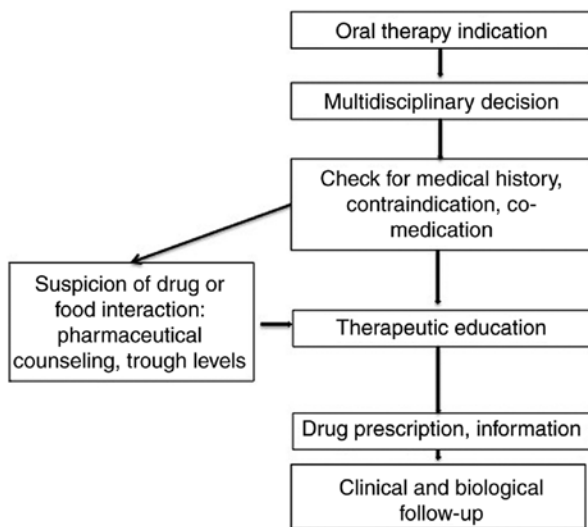 Oral therapy indication
Multidisciplinary decision
Check for medical history,
contraindication, co-
medication
Suspicion of drug or
food interaction:
pharmaceutical
counseling, trough levels
Therapeutic education
Drug prescription, information
Clinical and biological
follow-up